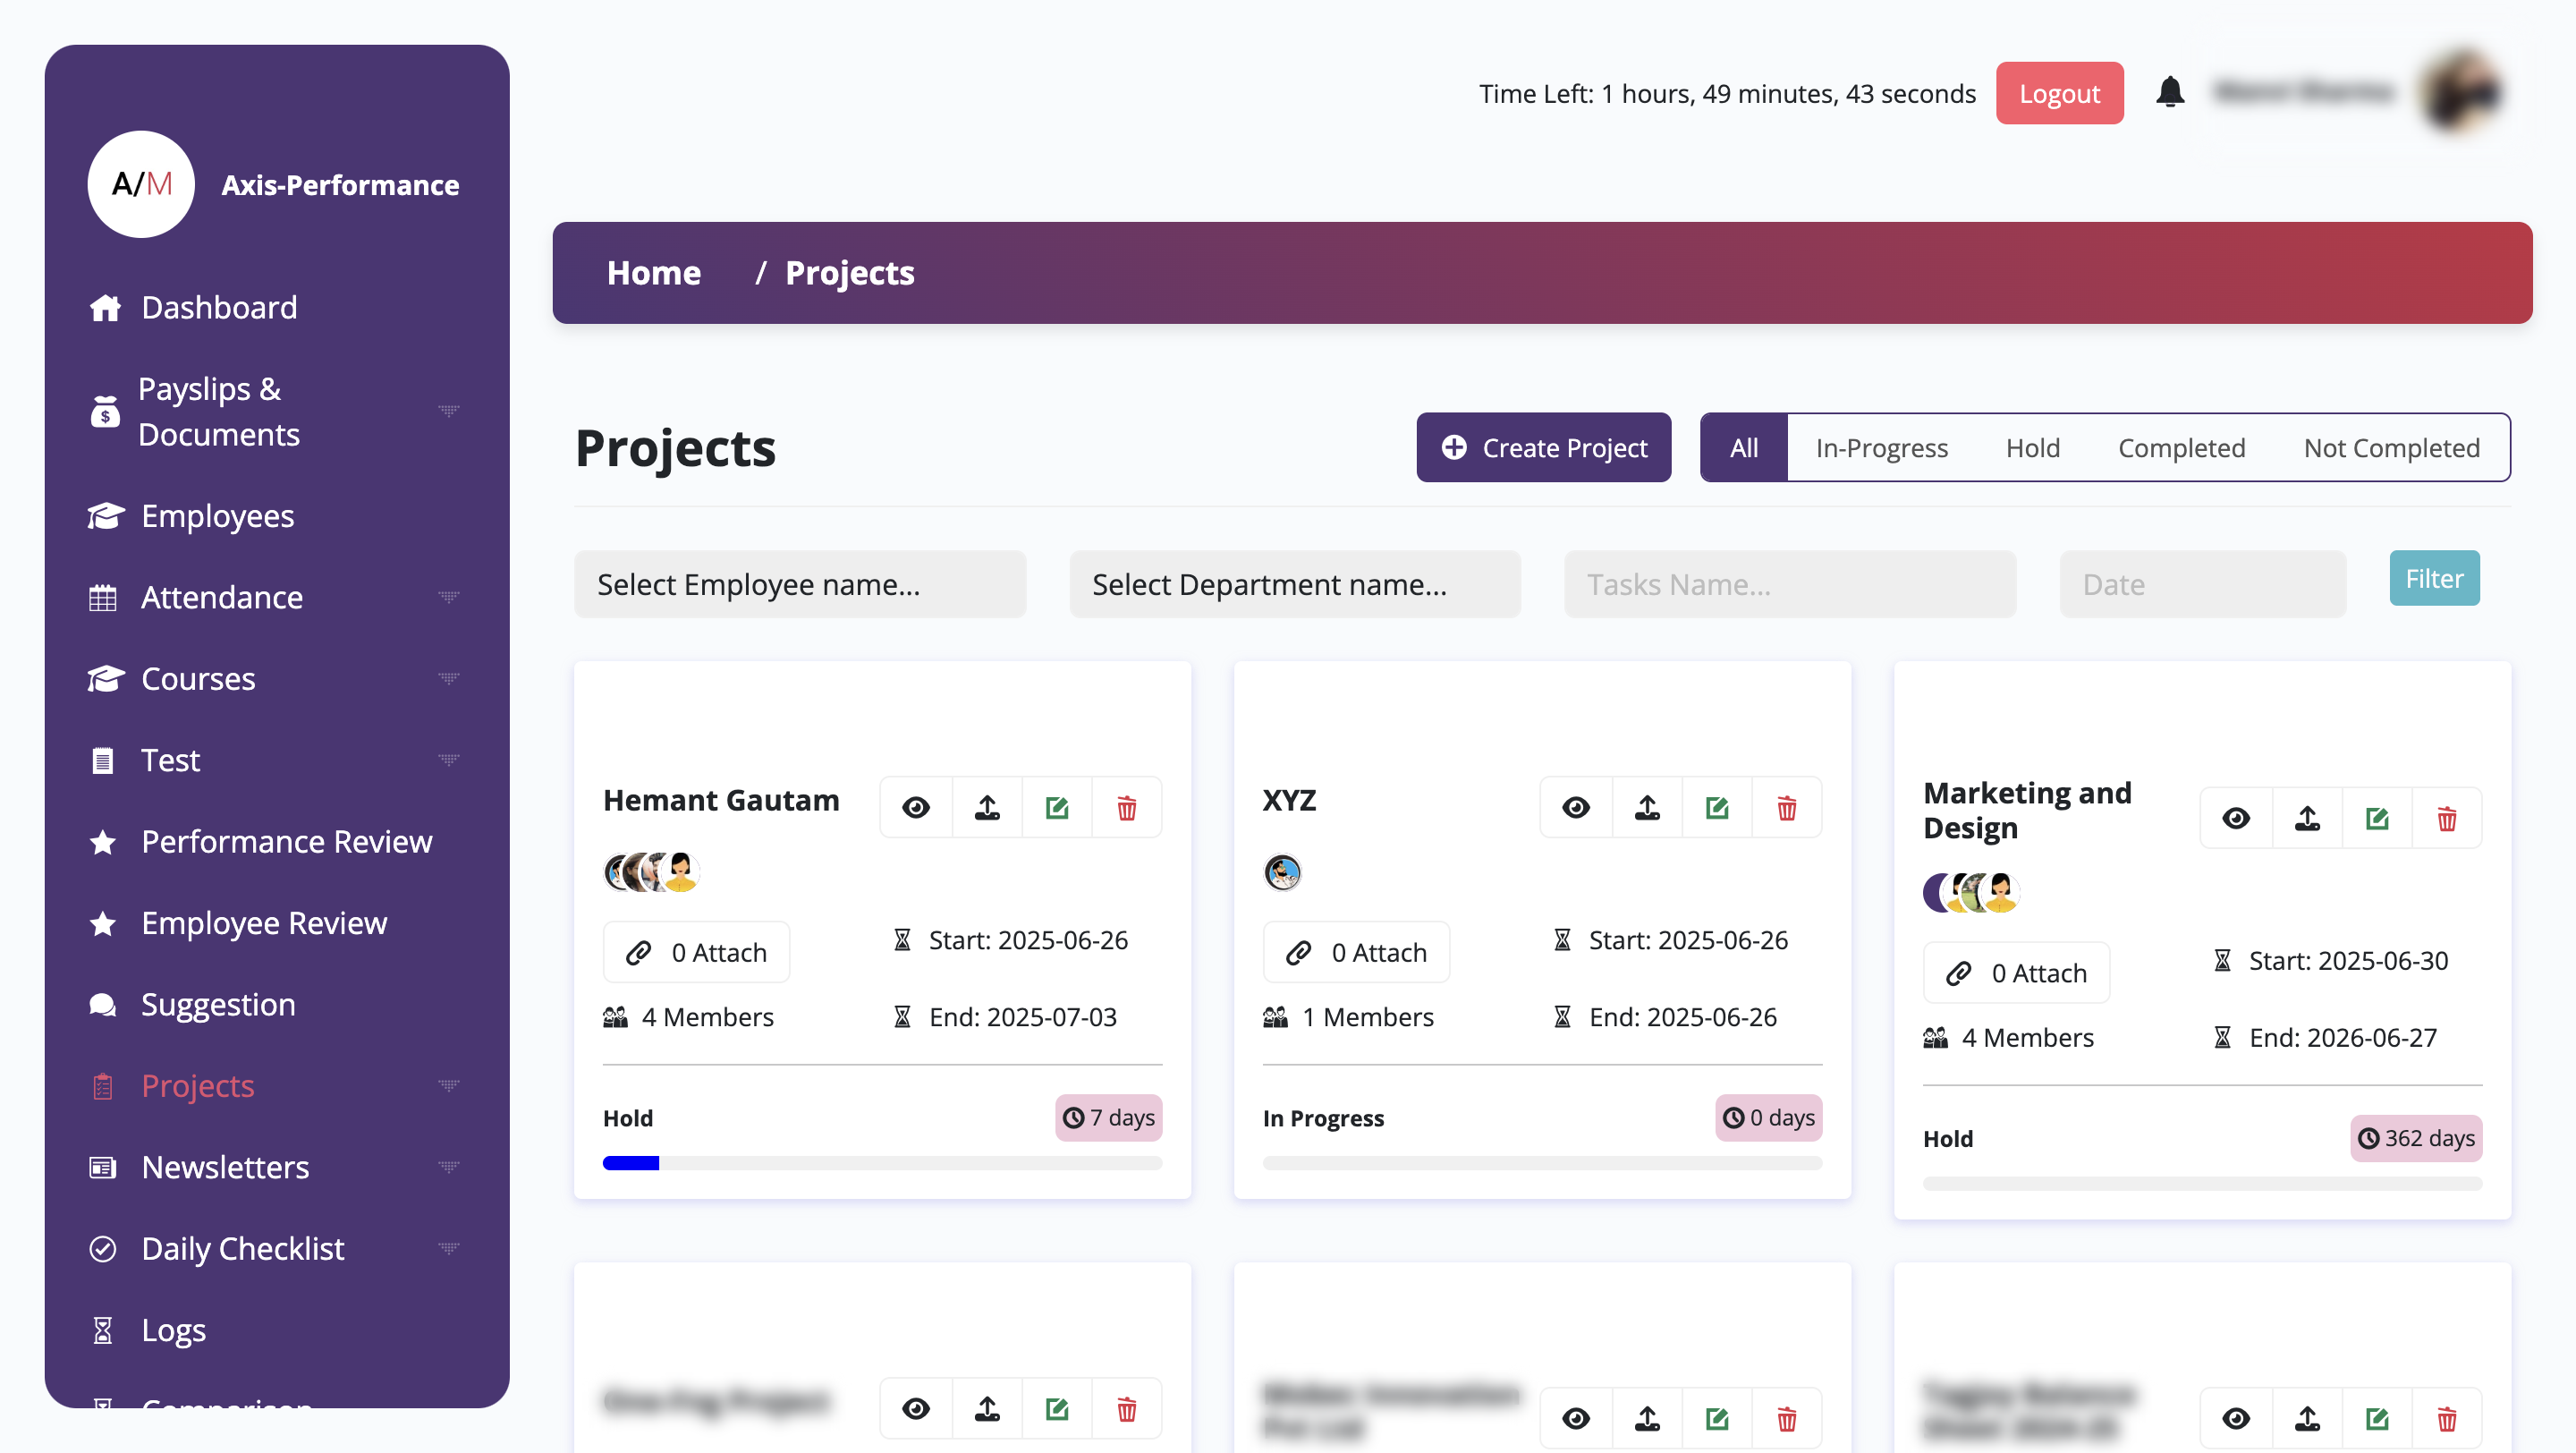 Time Left: 1 hours, 49 minutes, 43 seconds
Logout
A/M
Axis-Performance
Dashboard
Payslips &
Documents
Employees
Attendance
Courses
Test
Performance Review
Employee Review
Suggestion
Projects
Newsletters
Daily Checklist
Logs
Comparison
Home / Projects
Projects
Create Project
All
In-Progress
Hold
Completed
Not Completed
Select Employee name...
Select Department name...
Tasks Name...
Date
Filter
Hemant Gautam
0 Attach
Start: 2025-06-26
4 Members
End: 2025-07-03
Hold
7 days
XYZ
0 Attach
Start: 2025-06-26
1 Members
End: 2025-06-26
In Progress
0 days
Marketing and
Design
0 Attach
Start: 2025-06-30
4 Members
End: 2026-06-27
Hold
362 days